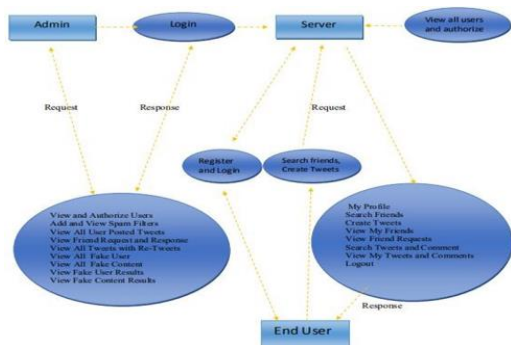 Admin
Login
Server
View all users
and authorize
Request
Response
Request
Register
and Login
Search friends,
Create Tweets
View and Authorize Users
Add and View Spam Filters
View All User Posted Tweets
View Friend Request and Response
View All Tweets with Re-Tweets
View All Fake User
View All Fake Content
View Fake User Results
View Fake Content Results
My Profile
Search Friends
Create Tweets
View My Friends
View Friend Requests
Search Tweets and Comment
View My Tweets and Comments
Logout
Response
End User